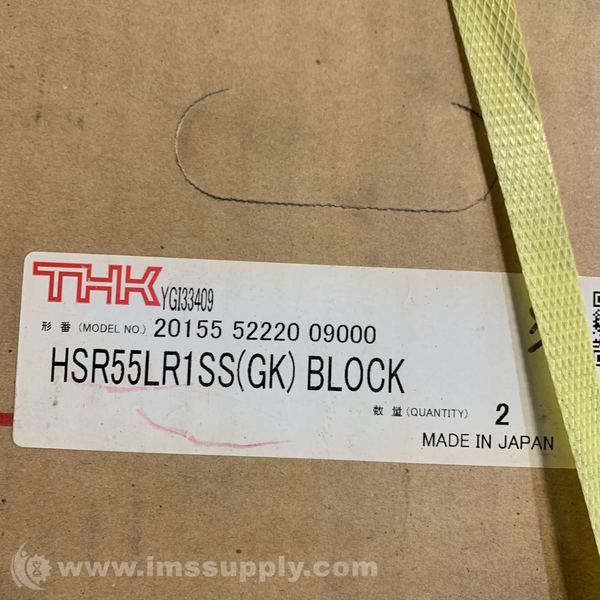 THK YGI33409
形 番 (MODEL NO.) 20155 52220 09000
HSR55LR1SS(GK) BLOCK
数 量 (QUANTITY) 2
MADE IN JAPAN
www.imssupply.com